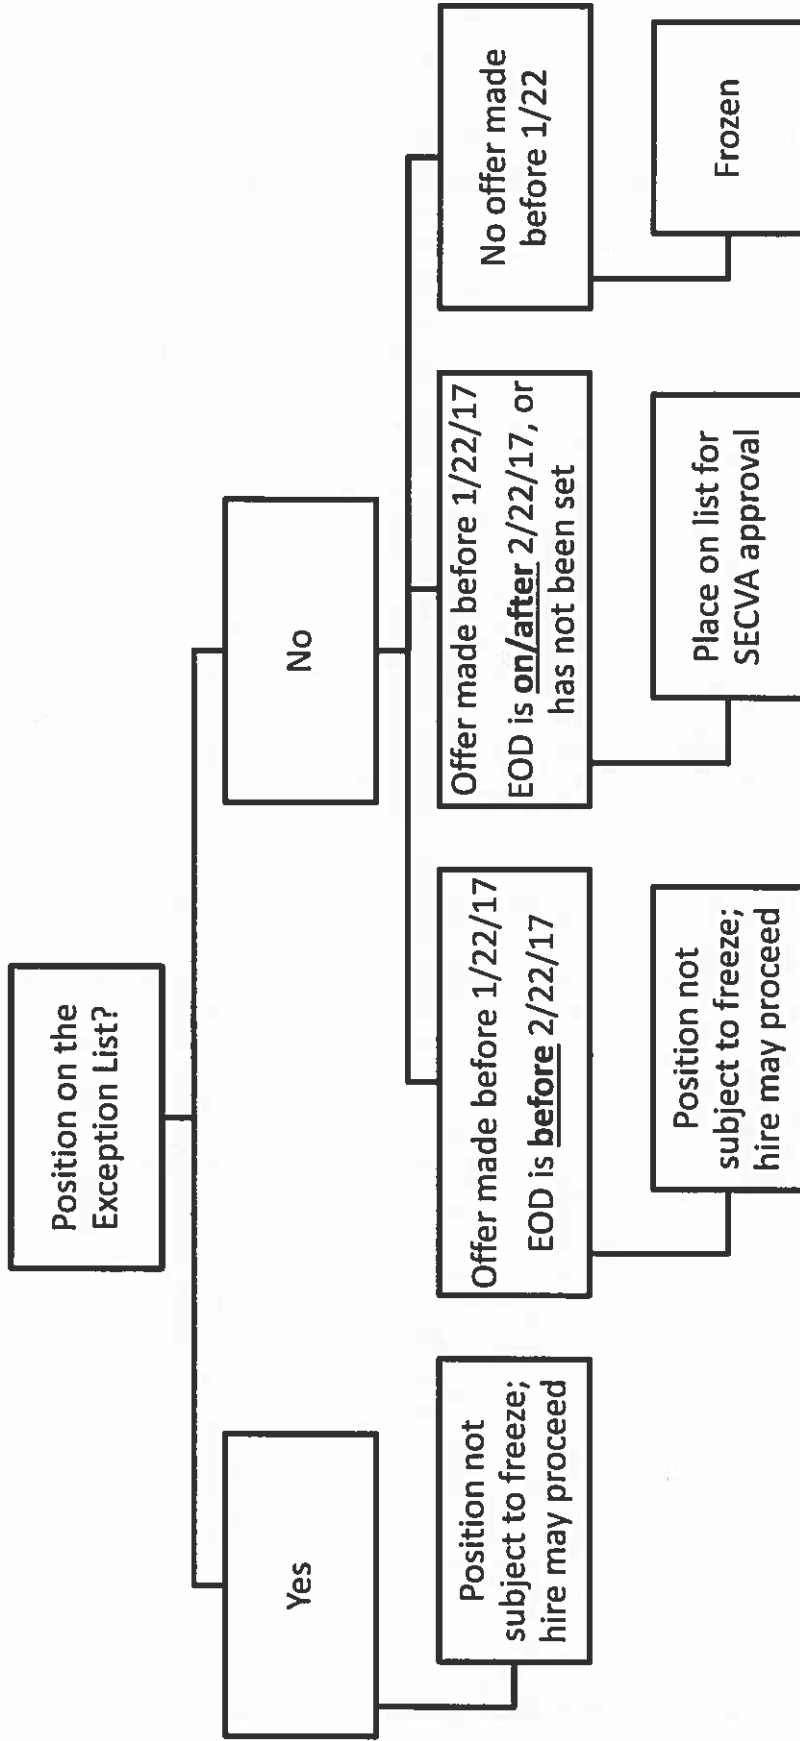 Position on the
Exception List?
Yes
No
Position not
subject to freeze;
hire may proceed
Offer made before 1/22/17
EOD is before 2/22/17
Offer made before 1/22/17
EOD is on/after 2/22/17, or
has not been set
No offer made
before 1/22
Position not
subject to freeze;
hire may proceed
Place on list for
SECVA approval
Frozen